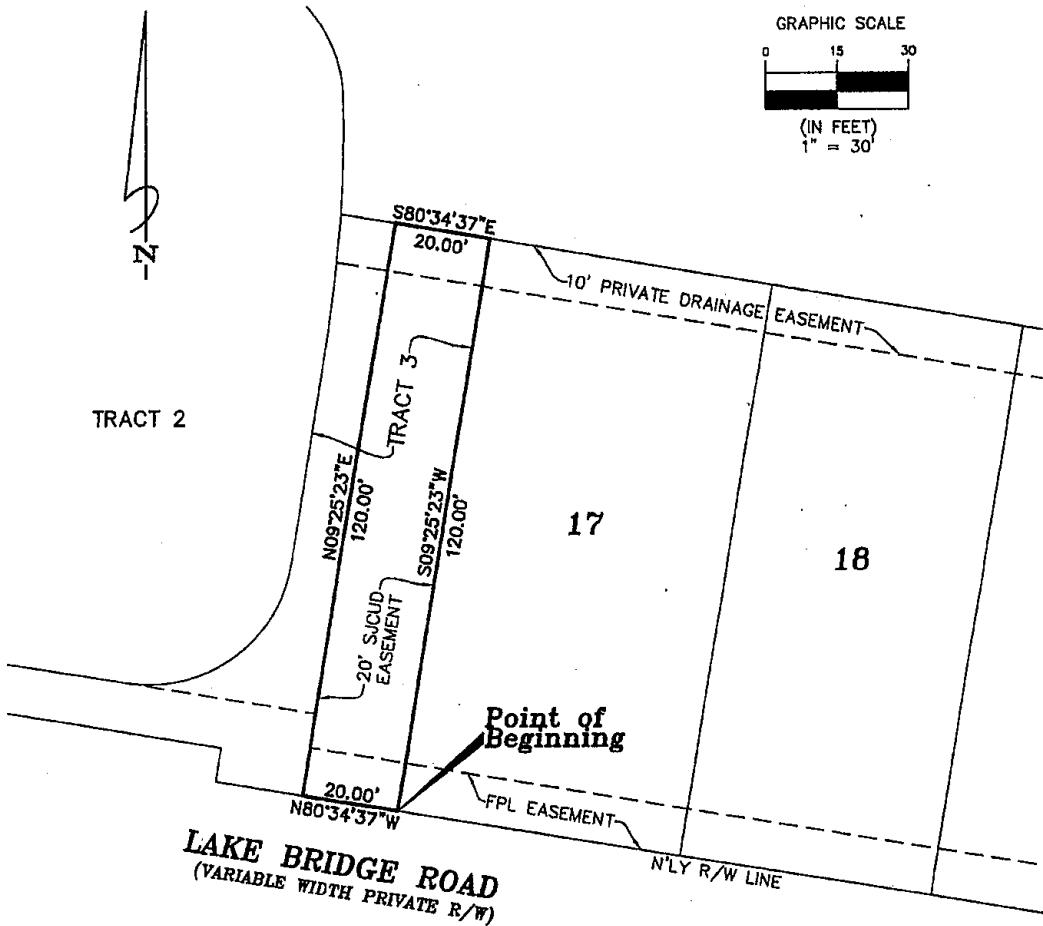 GRAPHIC SCALE
0 15 30
(IN FEET)
1" = 30'
N
S80°34'37"E
20.00'
10' PRIVATE DRAINAGE EASEMENT
TRACT 2
TRACT 3
N09°25'23"E
120.00'
S09°25'23"W
120.00'
17
18
20' SJCUD
EASEMENT
Point of
Beginning
20.00'
N80°34'37"W
FPL EASEMENT
N'LY R/W LINE
LAKE BRIDGE ROAD
(VARIABLE WIDTH PRIVATE R/W)